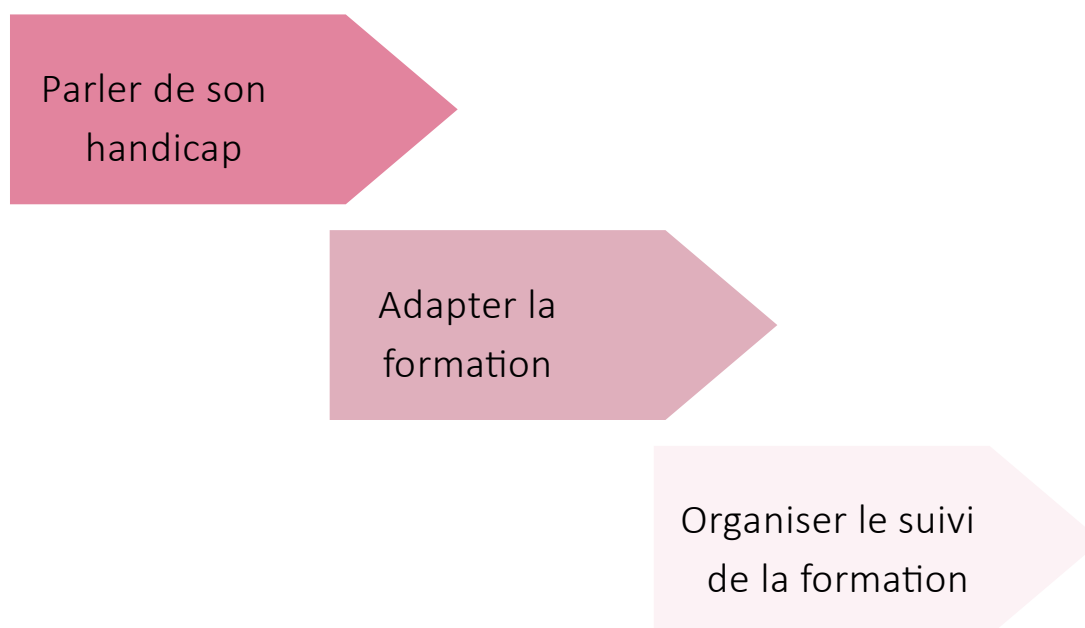 Parler de son
handicap
Adapter la
formation
Organiser le suivi
de la formation